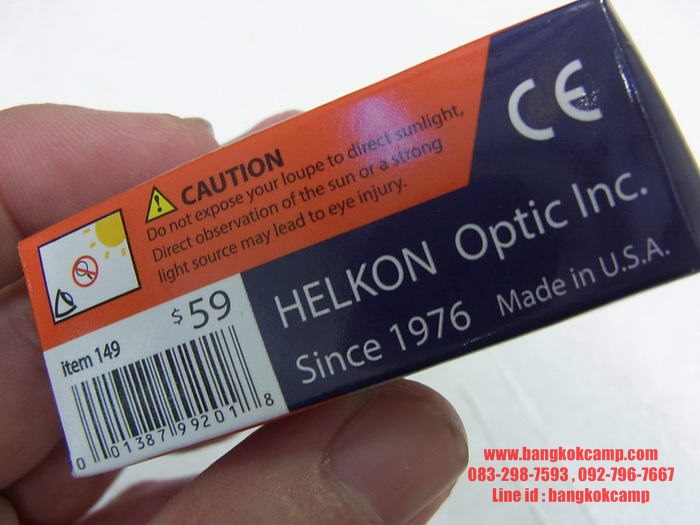 CAUTION
Do not expose your loupe to direct sunlight,
Direct observation of the sun or a strong
light source may lead to eye injury.
CE
HELKON Optic Inc.
Since 1976 Made in U.S.A.
$59
item 149
0 01387 99201 8
www.bangkokcamp.com
083-298-7593 , 092-796-7667
Line id : bangkokcamp